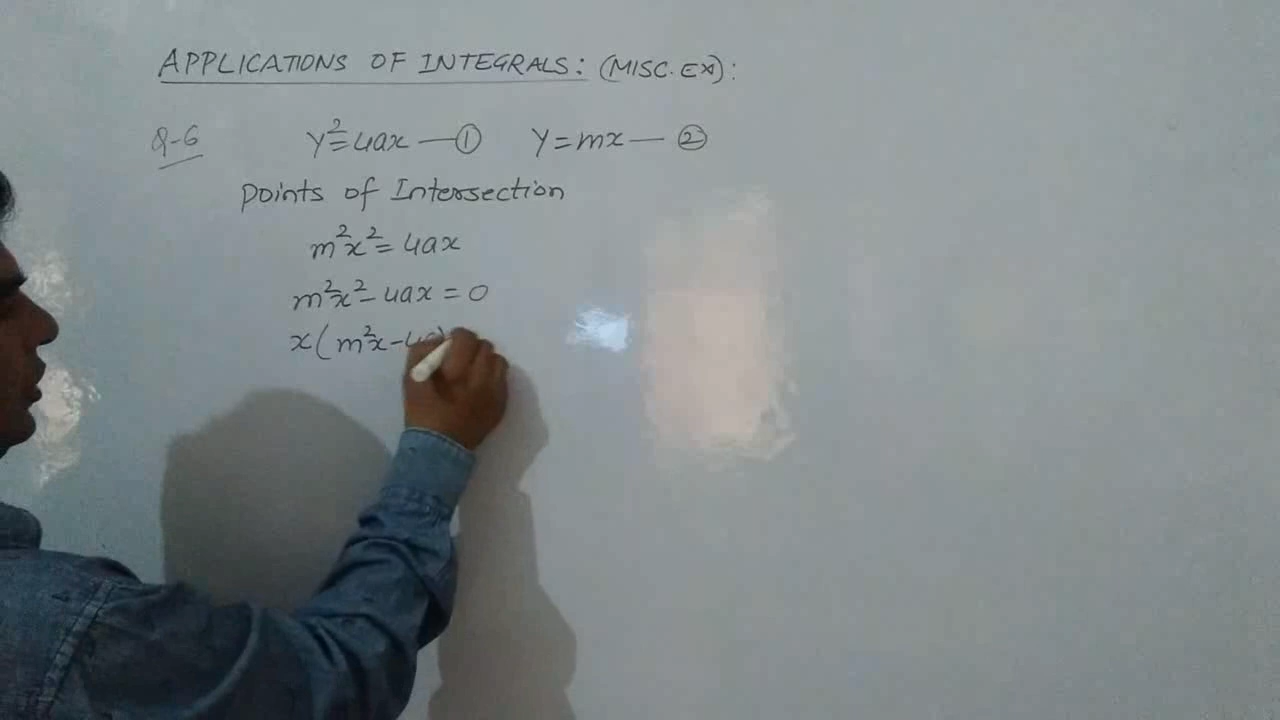 APPLICATIONS OF INTEGRALS: (MISC. EX):
Q-6 y²=4ax —① y=mx—②
Points of Intersection
m²x²=4ax
m²x²-4ax=0
x(m²x-4a)